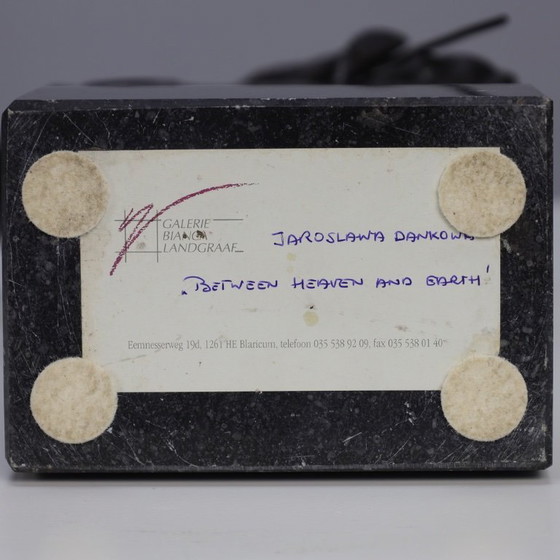 GALERIE
BIANCA
LANDGRAAF
JAROSLAWA DANKOWA
„BETWEEN HEAVEN AND EARTH'
Eemnesserweg 19d, 1261 HE Blaricum, telefoon 035 538 92 09, fax 035 538 01 40